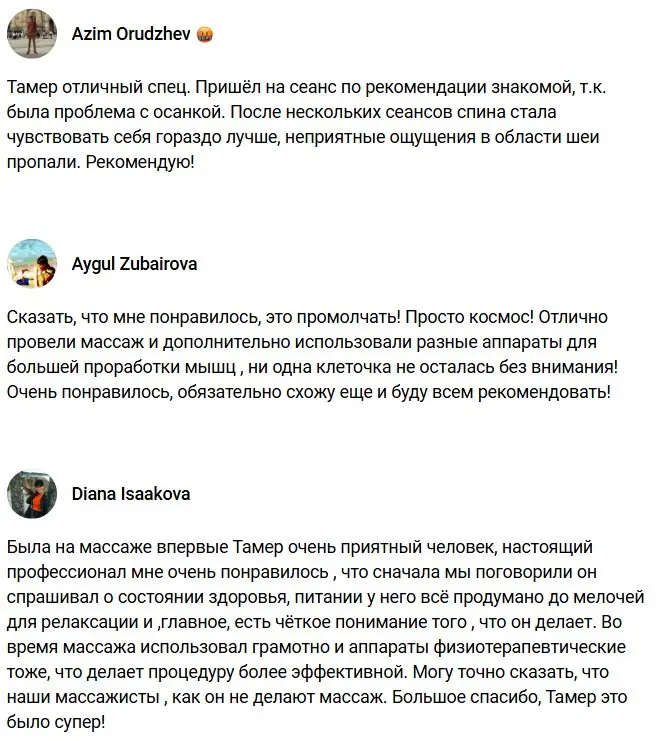 Azim Orudzhev 🤬
Тамер отличный спец. Пришёл на сеанс по рекомендации знакомой, т.к.
была проблема с осанкой. После нескольких сеансов спина стала
чувствовать себя гораздо лучше, неприятные ощущения в области шеи
пропали. Рекомендую!
Aygul Zubairova
Сказать, что мне понравилось, это промолчать! Просто космос! Отлично
провели массаж и дополнительно использовали разные аппараты для
большей проработки мышц , ни одна клеточка не осталась без внимания!
Очень понравилось, обязательно схожу еще и буду всем рекомендовать!
Diana Isaakova
Была на массаже впервые Тамер очень приятный человек, настоящий
профессионал мне очень понравилось , что сначала мы поговорили он
спрашивал о состоянии здоровья, питании у него всё продумано до мелочей
для релаксации и ,главное, есть чёткое понимание того , что он делает. Во
время массажа использовал грамотно и аппараты физиотерапевтические
тоже, что делает процедуру более эффективной. Могу точно сказать, что
наши массажисты , как он не делают массаж. Большое спасибо, Тамер это
было супер!